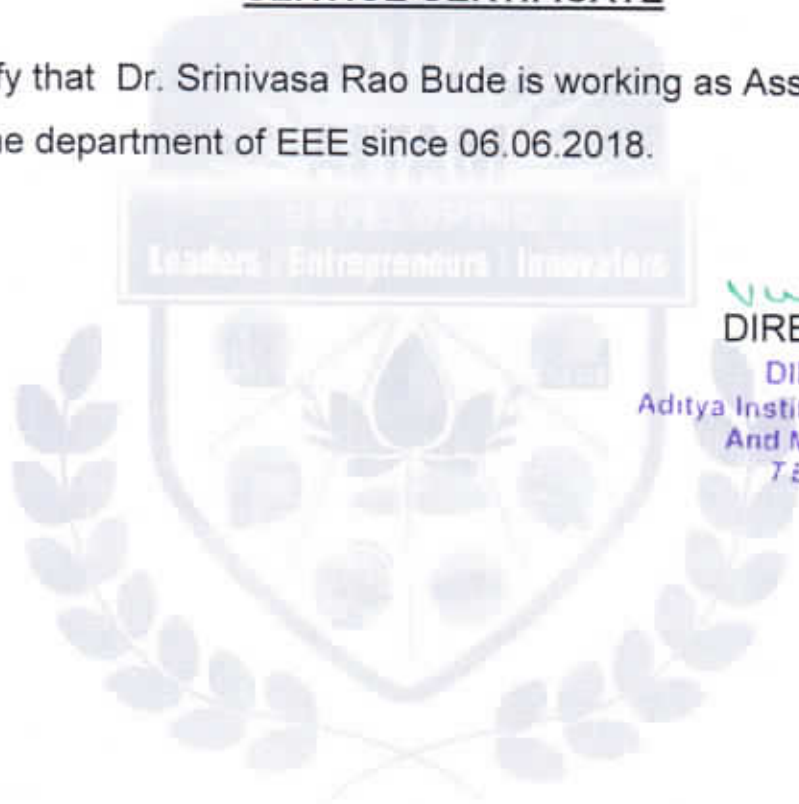 fy that Dr. Srinivasa Rao Bude is working as Ass
e department of EEE since 06.06.2018.
Leaders Entrepreneurs Innovators
DIRE
DI
Aditya Insti
And M